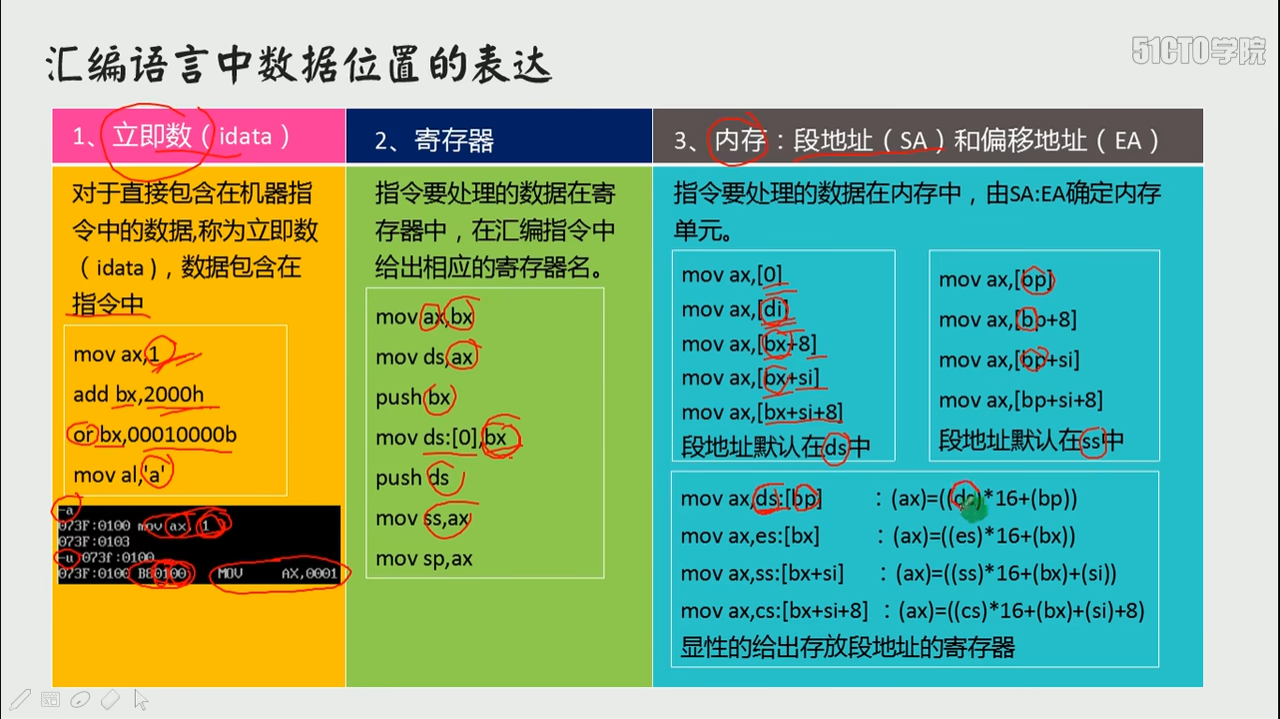 汇编语言中数据位置的表达
51CTO学院
1、立即数（idata）
对于直接包含在机器指
令中的数据,称为立即数
（idata），数据包含在
指令中
mov ax,1
add bx,2000h
or bx,00010000b
mov al,'a'
-a
073F:0100 mov ax, 1
073F:0103
-u 073f:0100
073F:0100 B80100 MOV AX,0001
2、寄存器
指令要处理的数据在寄
存器中，在汇编指令中
给出相应的寄存器名。
mov ax,bx
mov ds,ax
push bx
mov ds:[0],bx
push ds
mov ss,ax
mov sp,ax
3、内存：段地址（SA）和偏移地址（EA）
指令要处理的数据在内存中，由SA:EA确定内存
单元。
mov ax,[0]
mov ax,[di]
mov ax,[bx+8]
mov ax,[bx+si]
mov ax,[bx+si+8]
段地址默认在ds中
mov ax,[bp]
mov ax,[bp+8]
mov ax,[bp+si]
mov ax,[bp+si+8]
段地址默认在ss中
mov ax,ds:[bp] ：(ax)=((ds)*16+(bp))
mov ax,es:[bx] ：(ax)=((es)*16+(bx))
mov ax,ss:[bx+si] ：(ax)=((ss)*16+(bx)+(si))
mov ax,cs:[bx+si+8] ：(ax)=((cs)*16+(bx)+(si)+8)
显性的给出存放段地址的寄存器